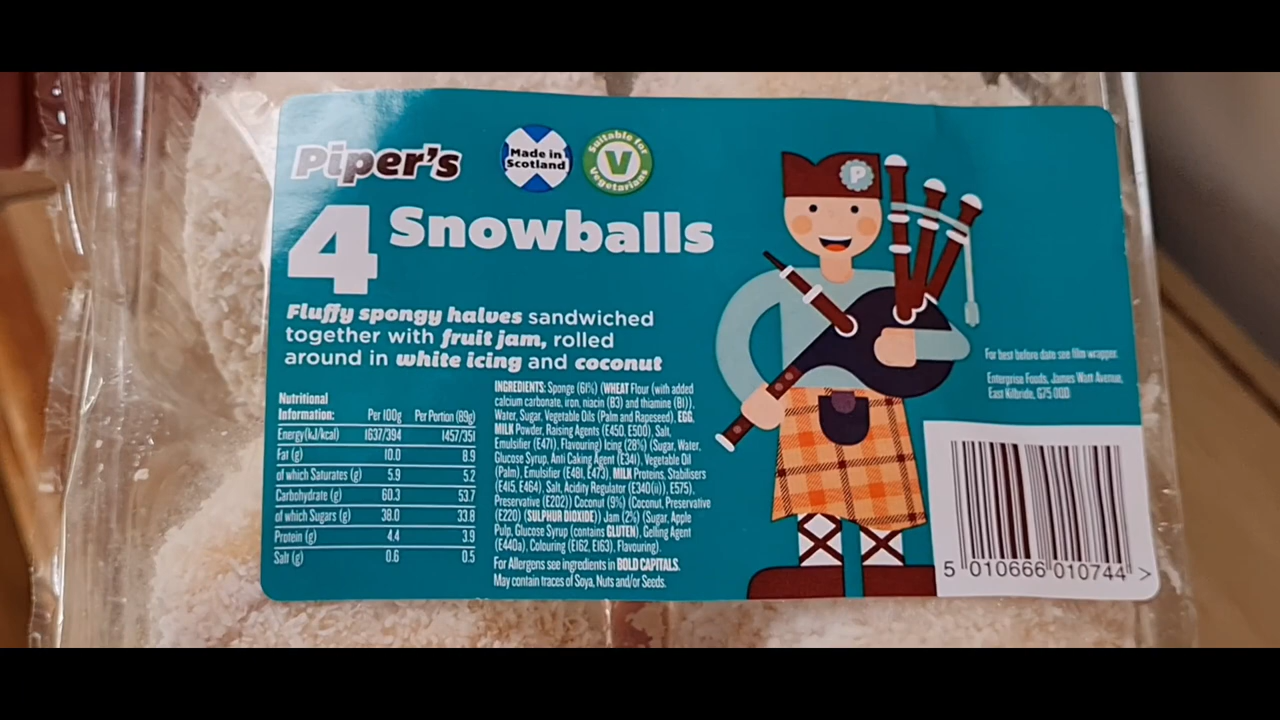 Piper's
Made in
Scotland
Suitable for
V
Vegetarians
P
4 Snowballs
Fluffy spongy halves sandwiched
together with fruit jam, rolled
around in white icing and coconut
Nutritional
Information: Per 100g Per Portion (89g)
Energy(kJ/kcal) 1637/394 1457/351
Fat (g) 10.0 8.9
of which Saturates (g) 5.9 5.2
Carbohydrate (g) 60.3 53.7
of which Sugars (g) 38.0 33.8
Protein (g) 4.4 3.9
Salt (g) 0.6 0.5
INGREDIENTS: Sponge (61%) (WHEAT Flour (with added
calcium carbonate, iron, niacin (B3) and thiamine (B1)),
Water, Sugar, Vegetable Oils (Palm and Rapeseed), EGG,
MILK Powder, Raising Agents (E450, E500), Salt,
Emulsifier (E471), Flavouring) Icing (28%) (Sugar, Water,
Glucose Syrup, Anti Caking Agent (E341), Vegetable Oil
(Palm), Emulsifier (E481, E473), MILK Proteins, Stabilisers
(E415, E464), Salt, Acidity Regulator (E340(ii)), E575),
Preservative (E202)) Coconut (9%) (Coconut, Preservative
(E220) (SULPHUR DIOXIDE)) Jam (2%) (Sugar, Apple
Pulp, Glucose Syrup (contains GLUTEN), Gelling Agent
(E440a), Colouring (E162, E163), Flavouring).
For Allergens see ingredients in BOLD CAPITALS.
May contain traces of Soya, Nuts and/or Seeds.
For best before date see film wrapper.
Enterprise Foods, James Watt Avenue,
East Kilbride, G75 0QD
5 010666 010744 >